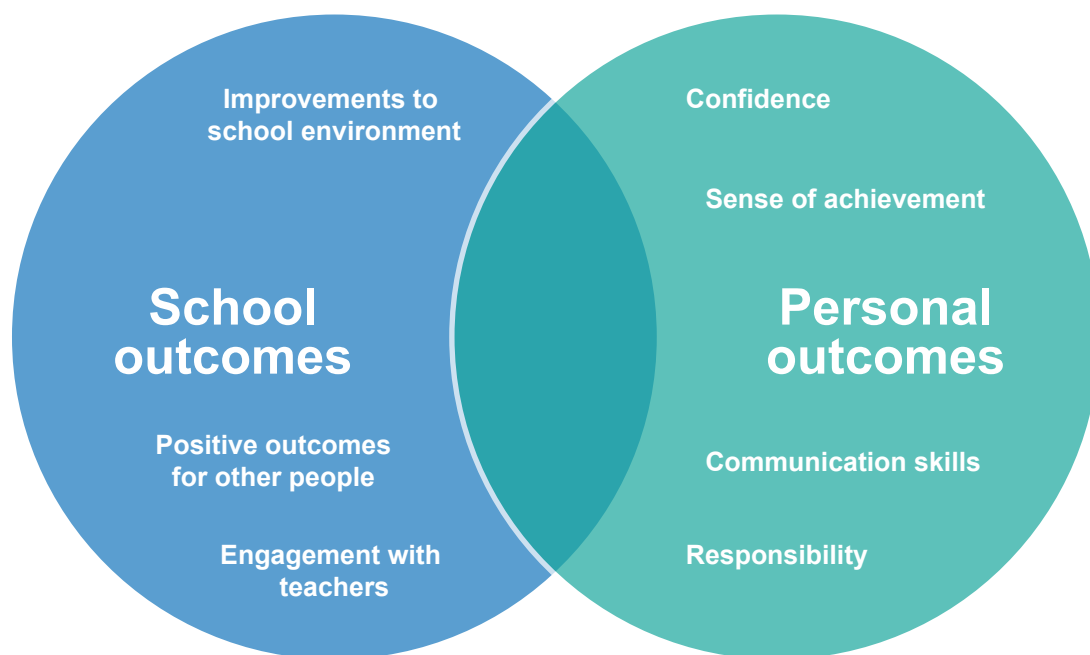 Improvements to
school environment
School
outcomes
Positive outcomes
for other people
Engagement with
teachers
Confidence
Sense of achievement
Personal
outcomes
Communication skills
Responsibility